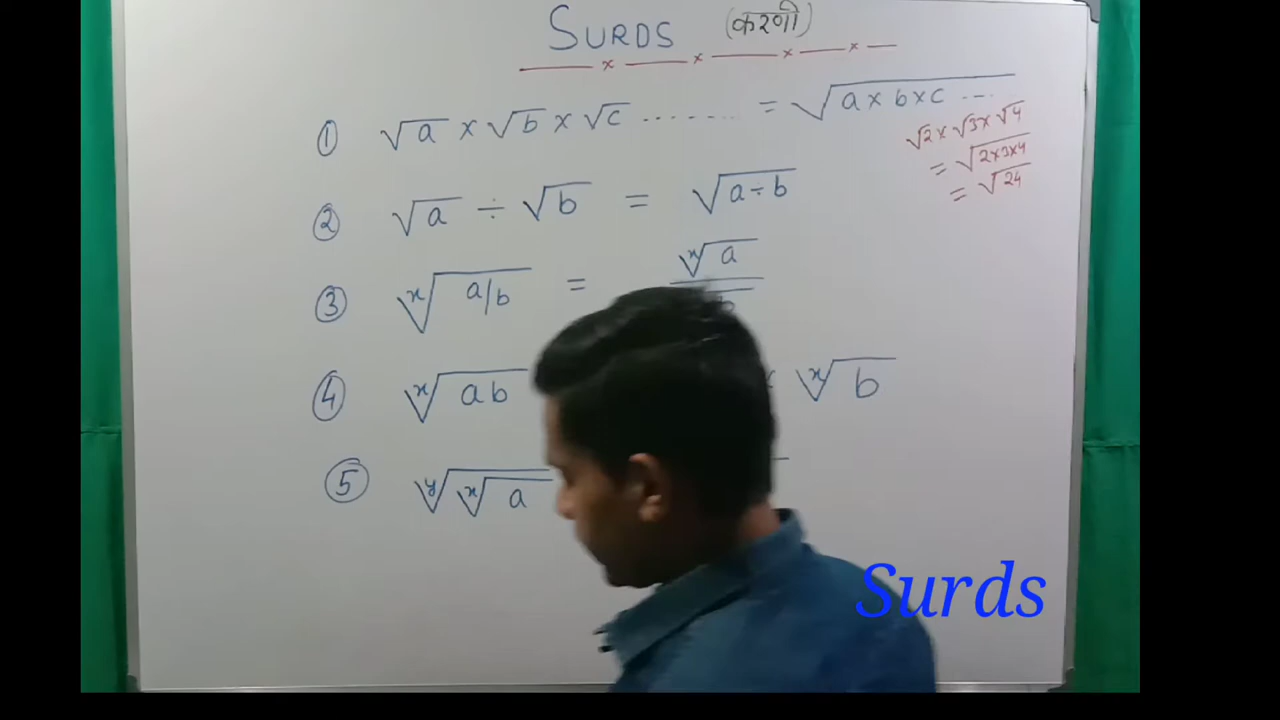 SURDS (करणी)
① √a × √b × √c ........ = √(a × b × c ...
√2 × √3 × √4
= √(2×3×4)
= √24
② √a ÷ √b = √(a ÷ b)
③ ˣ√(a/b) = ˣ√a / b
④ ˣ√(ab) × ˣ√b
⑤ ʸ√(ˣ√a)
Surds